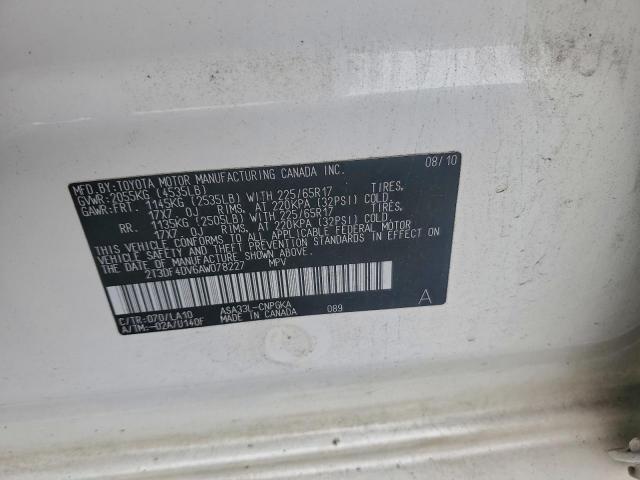 MFD.BY:TOYOTA MOTOR MANUFACTURING CANADA INC. 08/10
GVWR:2055KG (4535LB)
GAWR:FRT. 1145KG (2535LB) WITH 225/65R17 TIRES,
17X7 0J RIMS, AT 220KPA (32PSI) COLD.
RR. 1135KG (2505LB) WITH 225/65R17 TIRES,
17X7 0J RIMS, AT 220KPA (32PSI) COLD.
THIS VEHICLE CONFORMS TO ALL APPLICABLE FEDERAL MOTOR
VEHICLE SAFETY AND THEFT PREVENTION STANDARDS IN
EFFECT ON THE DATE OF MANUFACTURE SHOWN ABOVE.
2T3DF4DV6AW078227 MPV
C/TR:070/LA10 ASA33L-CNPGKA
A/TM:-02A/U140F MADE IN CANADA 089 A